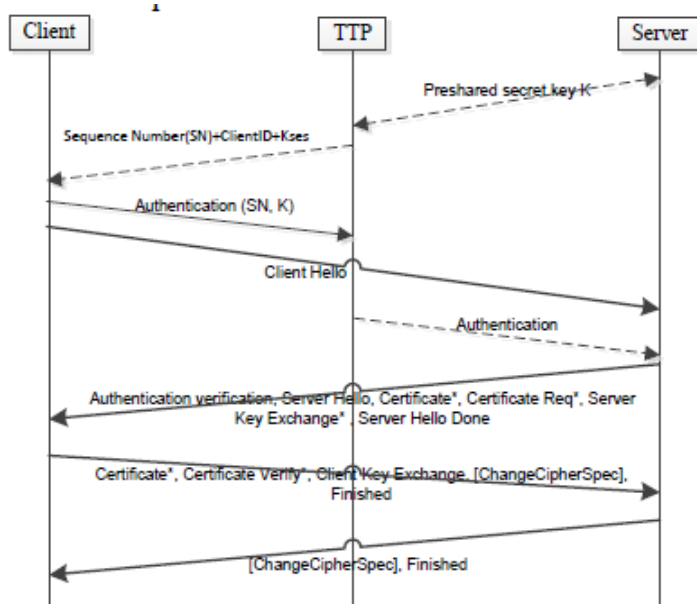 Client TTP Server
Preshared secret key K
Sequence Number(SN)+ClientID+Kses
Authentication (SN, K)
Client Hello
Authentication
Authentication verification, Server Hello, Certificate*, Certificate Req*, Server
Key Exchange* , Server Hello Done
Certificate*, Certificate Verify*, Client Key Exchange, [ChangeCipherSpec],
Finished
[ChangeCipherSpec], Finished